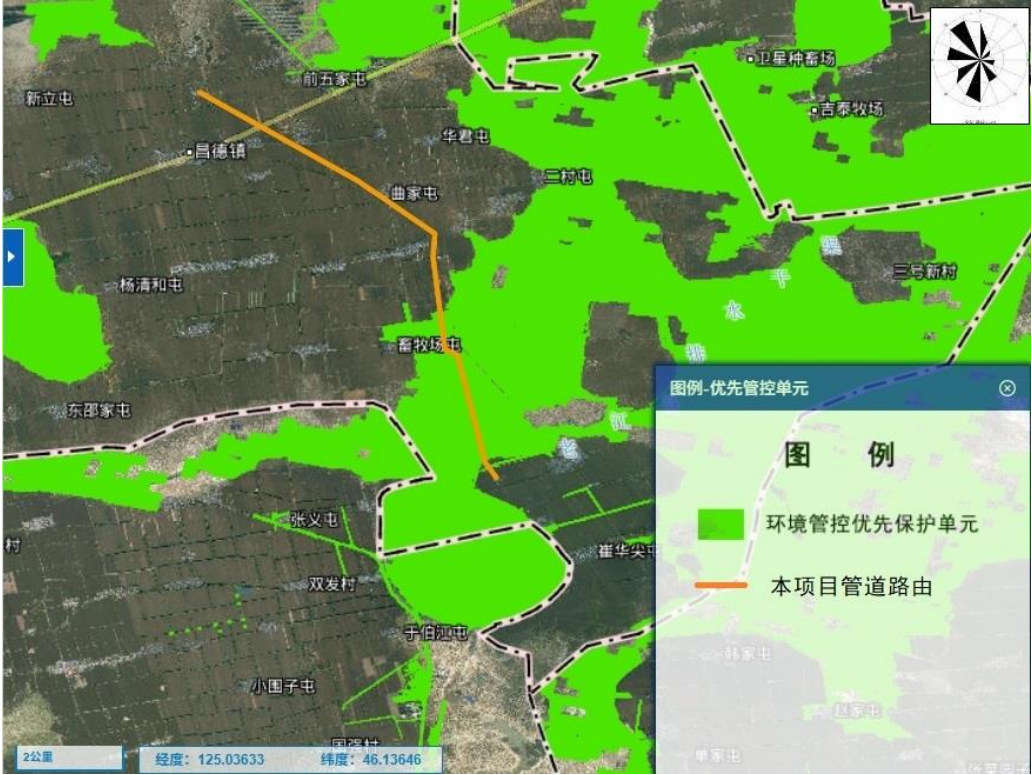 卫星种畜场
前五家屯
新立屯
吉泰牧场
华君屯
昌德镇
二村屯
曲家屯
渠
三号新村
干
杨清和屯
水
畜牧场屯
排
图例-优先管控单元
东邵家屯
江
老
图 例
张义屯
环境管控优先保护单元
村
崔华尖屯
双发村
本项目管道路由
于伯江屯
韩家屯
小围子屯
赵家屯
国强村
单家屯
2公里
经度: 125.03633
纬度: 46.13646